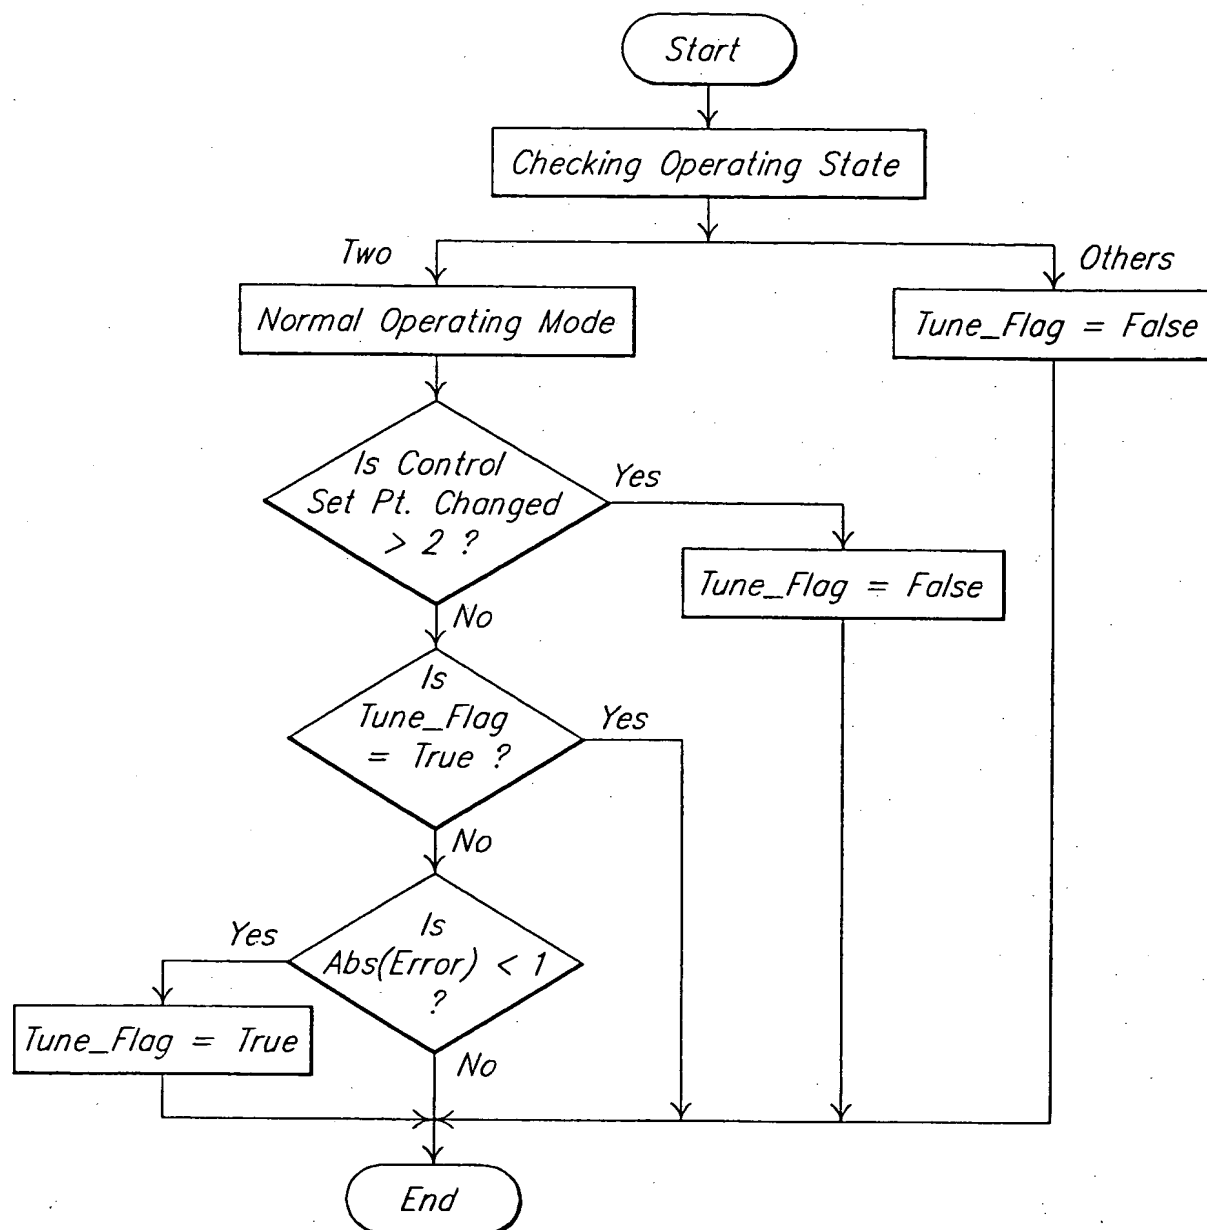 Start
Checking Operating State
Two
Others
Normal Operating Mode
Tune_Flag = False
Is Control
Set Pt. Changed
> 2 ?
Yes
Tune_Flag = False
No
Is
Tune_Flag
= True ?
Yes
No
Is
Abs(Error) < 1
?
Yes
Tune_Flag = True
No
End